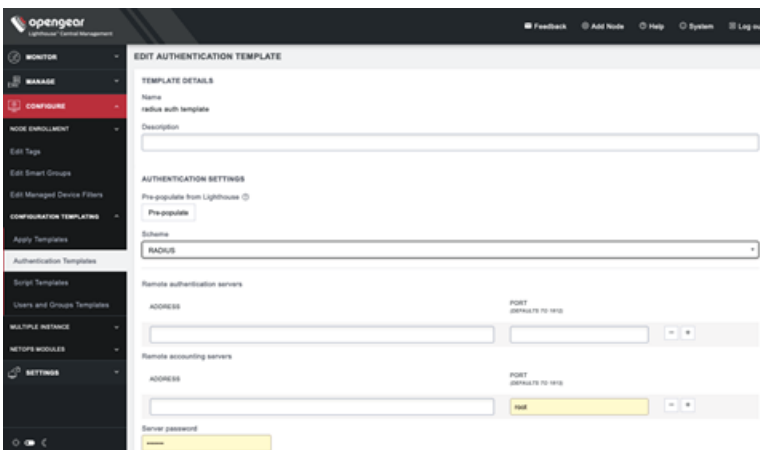 opengear
Lighthouse Central Management
Feedback
Add Node
Help
System
Log ou
MONITOR
MANAGE
CONFIGURE
NODE ENROLLMENT
Edit Tags
Edit Smart Groups
Edit Managed Device Filters
CONFIGURATION TEMPLATING
Apply Templates
Authentication Templates
Script Templates
Users and Groups Templates
MULTIPLE INSTANCE
NETOPS MODULES
SETTINGS
EDIT AUTHENTICATION TEMPLATE
TEMPLATE DETAILS
Name
radius auth template
Description
AUTHENTICATION SETTINGS
Pre-populate from Lighthouse
Pre-populate
Scheme
RADIUS
Remote authentication servers
ADDRESS
PORT
(DEFAULTS TO 1812)
Remote accounting servers
ADDRESS
PORT
(DEFAULTS TO 1813)
root
Server password